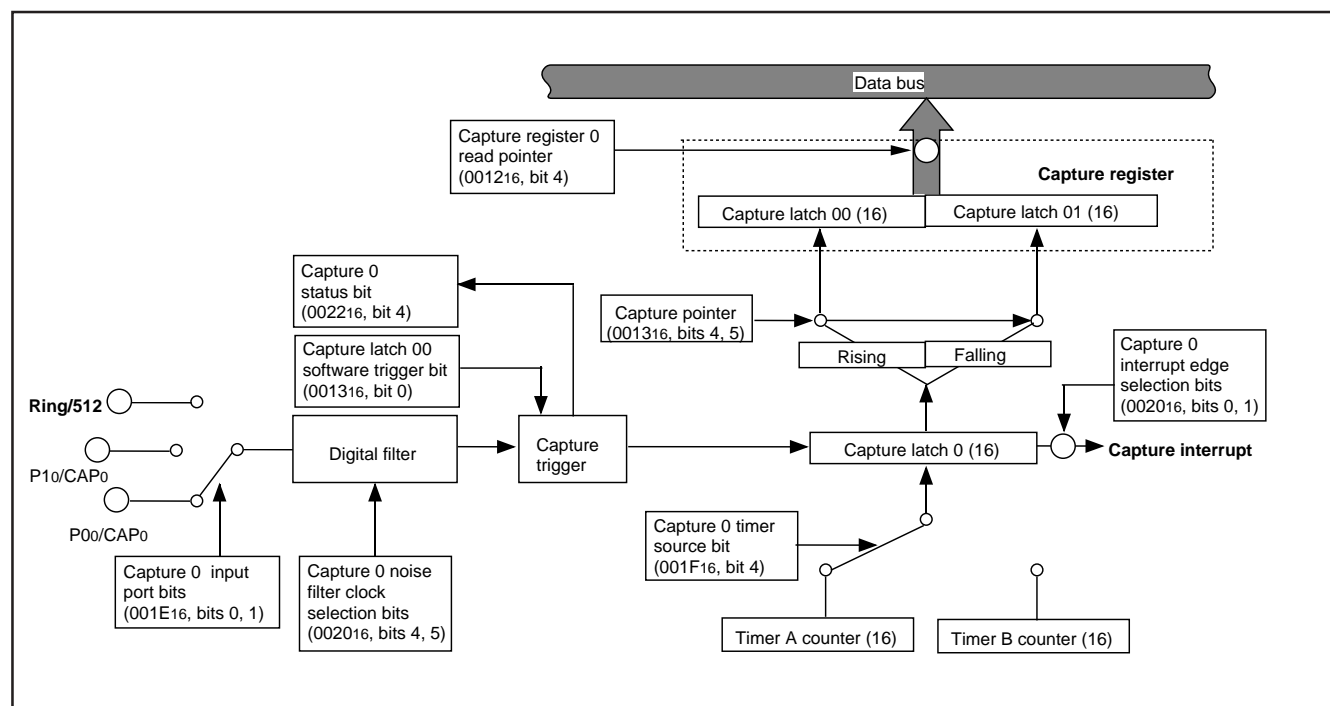 Data bus
Capture register 0
read pointer
(001216, bit 4)
Capture register
Capture latch 00 (16)
Capture latch 01 (16)
Capture 0
status bit
(002216, bit 4)
Capture pointer
(001316, bits 4, 5)
Rising
Falling
Capture 0
interrupt edge
selection bits
(002016, bits 0, 1)
Capture latch 00
software trigger bit
(001316, bit 0)
Ring/512
P10/CAP0
P00/CAP0
Digital filter
Capture
trigger
Capture latch 0 (16)
Capture interrupt
Capture 0 timer
source bit
(001F16, bit 4)
Capture 0  input
port bits
(001E16, bits 0, 1)
Capture 0 noise
filter clock
selection bits
(002016, bits 4, 5)
Timer A counter (16)
Timer B counter (16)